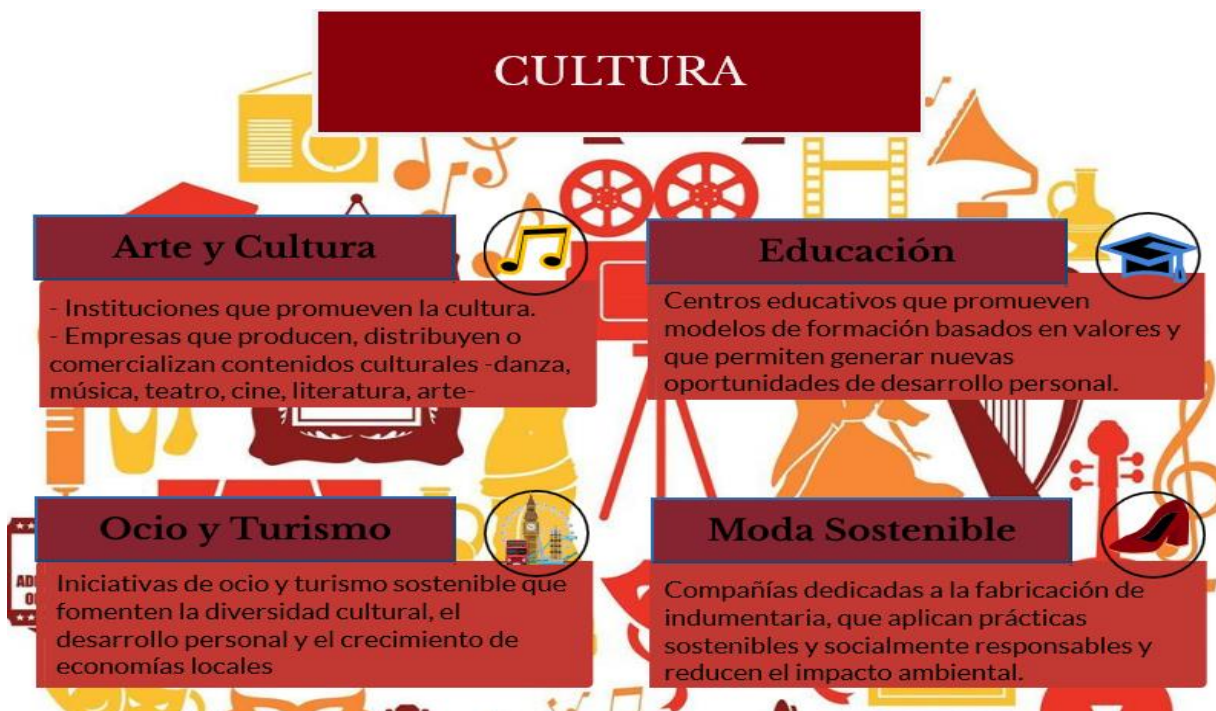 CULTURA
Arte y Cultura
- Instituciones que promueven la cultura.
- Empresas que producen, distribuyen o
comercializan contenidos culturales -danza,
música, teatro, cine, literatura, arte-
Educación
Centros educativos que promueven
modelos de formación basados en valores y
que permiten generar nuevas
oportunidades de desarrollo personal.
Ocio y Turismo
Iniciativas de ocio y turismo sostenible que
fomenten la diversidad cultural, el
desarrollo personal y el crecimiento de
economías locales
Moda Sostenible
Compañías dedicadas a la fabricación de
indumentaria, que aplican prácticas
sostenibles y socialmente responsables y
reducen el impacto ambiental.